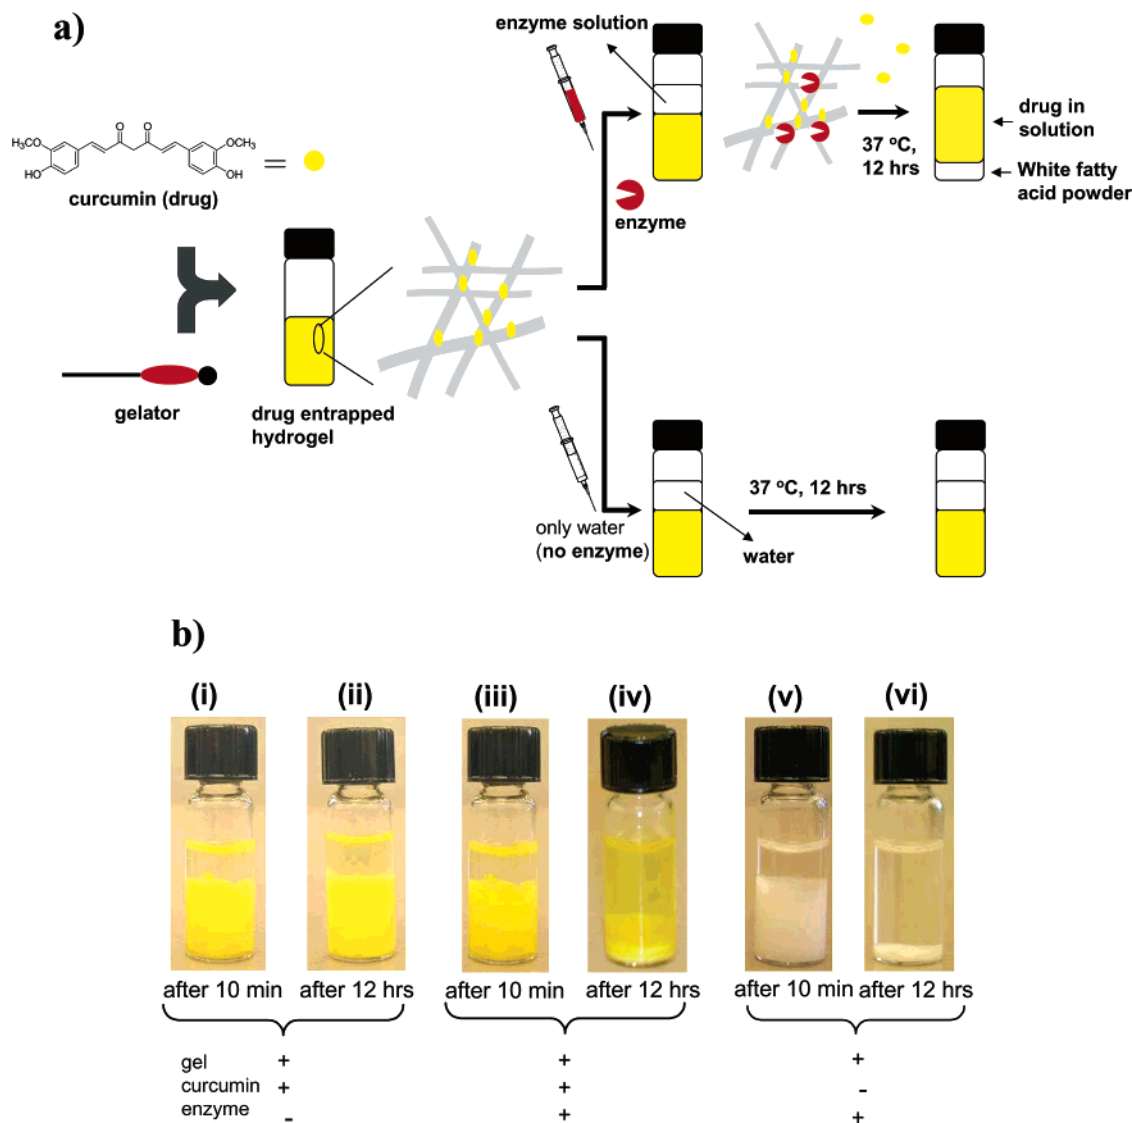 a)
enzyme solution
H₃CO
O
O
OCH₃
HO
OH
curcumin (drug)
=
enzyme
37 °C,
12 hrs
drug in
solution
White fatty
acid powder
gelator
drug entrapped
hydrogel
only water
(no enzyme)
37 °C, 12 hrs
water
b)
(i) (ii) (iii) (iv) (v) (vi)
after 10 min after 12 hrs after 10 min after 12 hrs after 10 min after 12 hrs
gel + + +
curcumin + + -
enzyme - + +